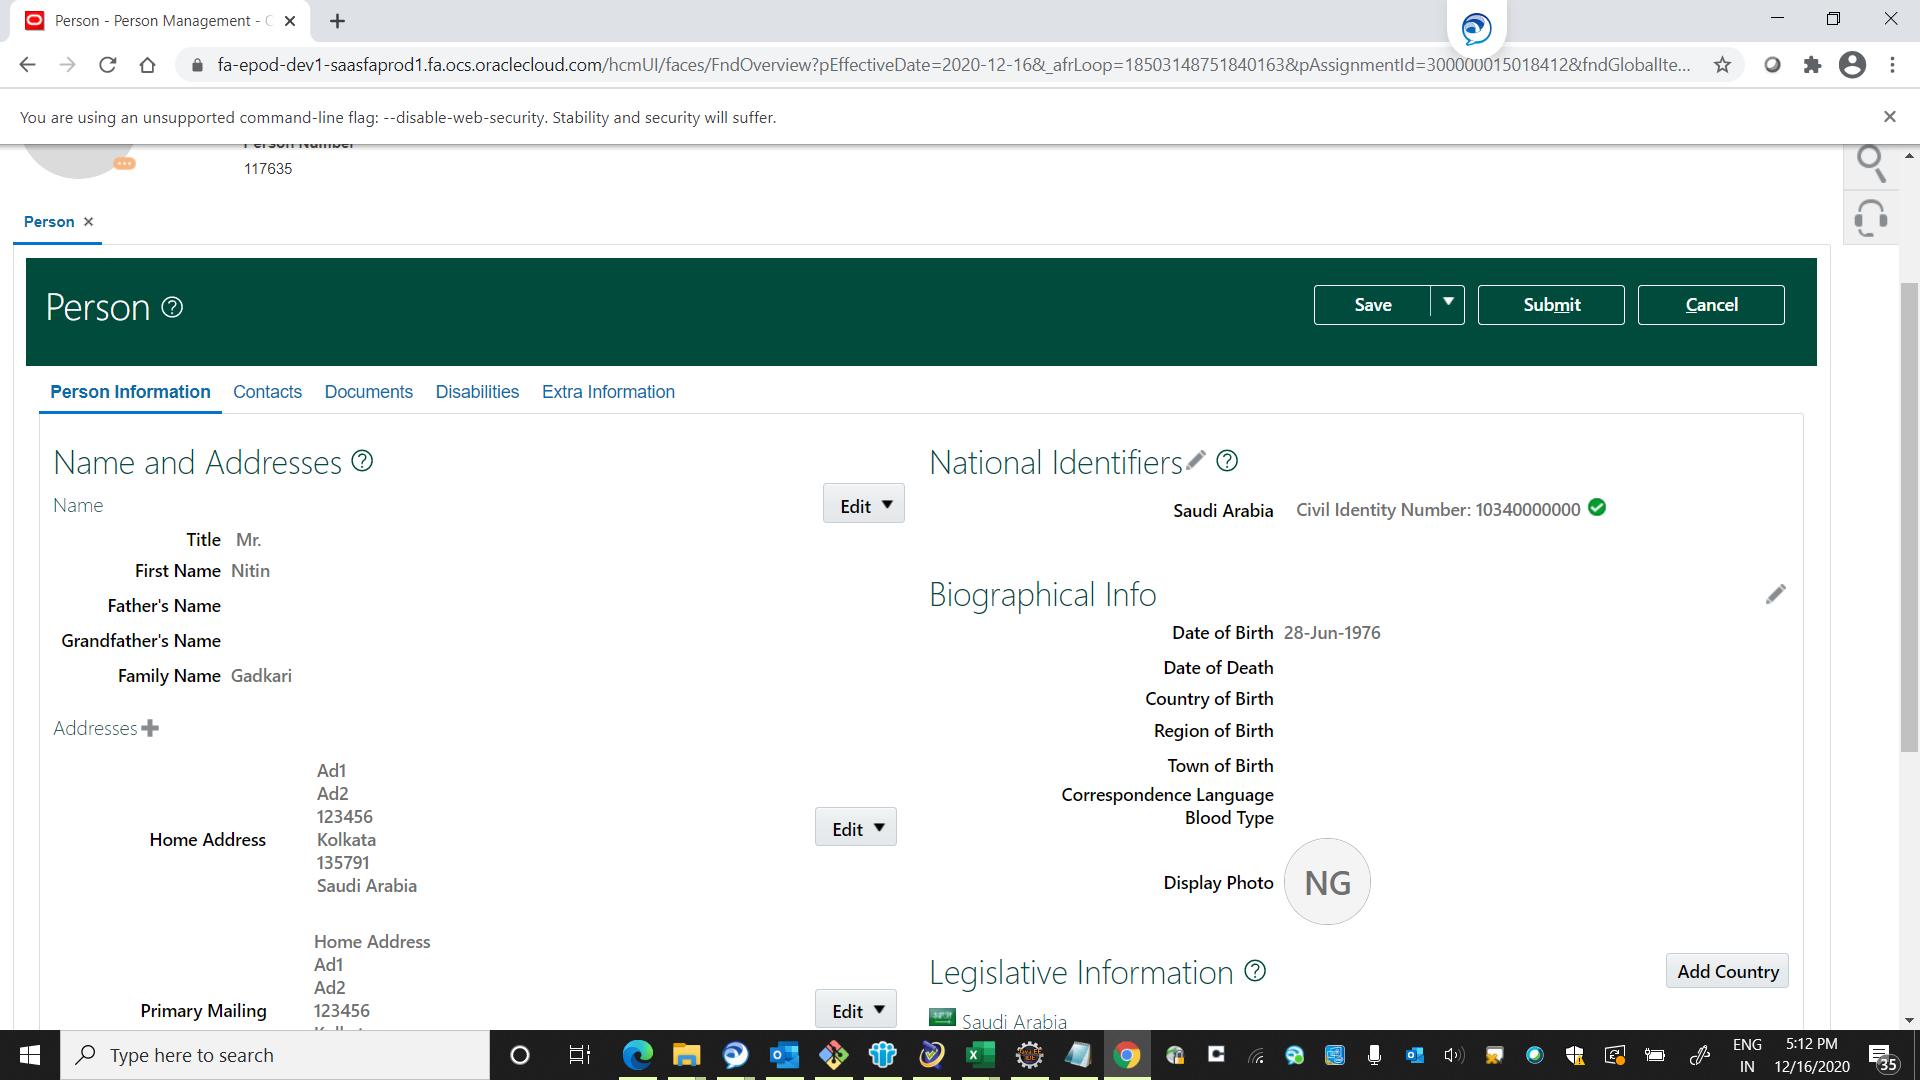 Person - Person Management -
fa-epod-dev1-saasfaprod1.fa.ocs.oraclecloud.com/hcmUI/faces/FndOverview?pEffectiveDate=2020-12-16&_afrLoop=18503148751840163&pAssignmentId=300000015018412&fndGlobalIte...
You are using an unsupported command-line flag: --disable-web-security. Stability and security will suffer.
Person Number
117635
Person
Person
Save
Submit
Cancel
Person Information
Contacts
Documents
Disabilities
Extra Information
Name and Addresses
Name
Edit
Title Mr.
First Name Nitin
Father's Name
Grandfather's Name
Family Name Gadkari
Addresses
Home Address
Ad1
Ad2
123456
Kolkata
135791
Saudi Arabia
Edit
Primary Mailing
Home Address
Ad1
Ad2
123456
Edit
National Identifiers
Saudi Arabia Civil Identity Number: 10340000000
Biographical Info
Date of Birth 28-Jun-1976
Date of Death
Country of Birth
Region of Birth
Town of Birth
Correspondence Language
Blood Type
Display Photo NG
Legislative Information
Add Country
Saudi Arabia
Type here to search
ENG
IN
5:12 PM
12/16/2020
35